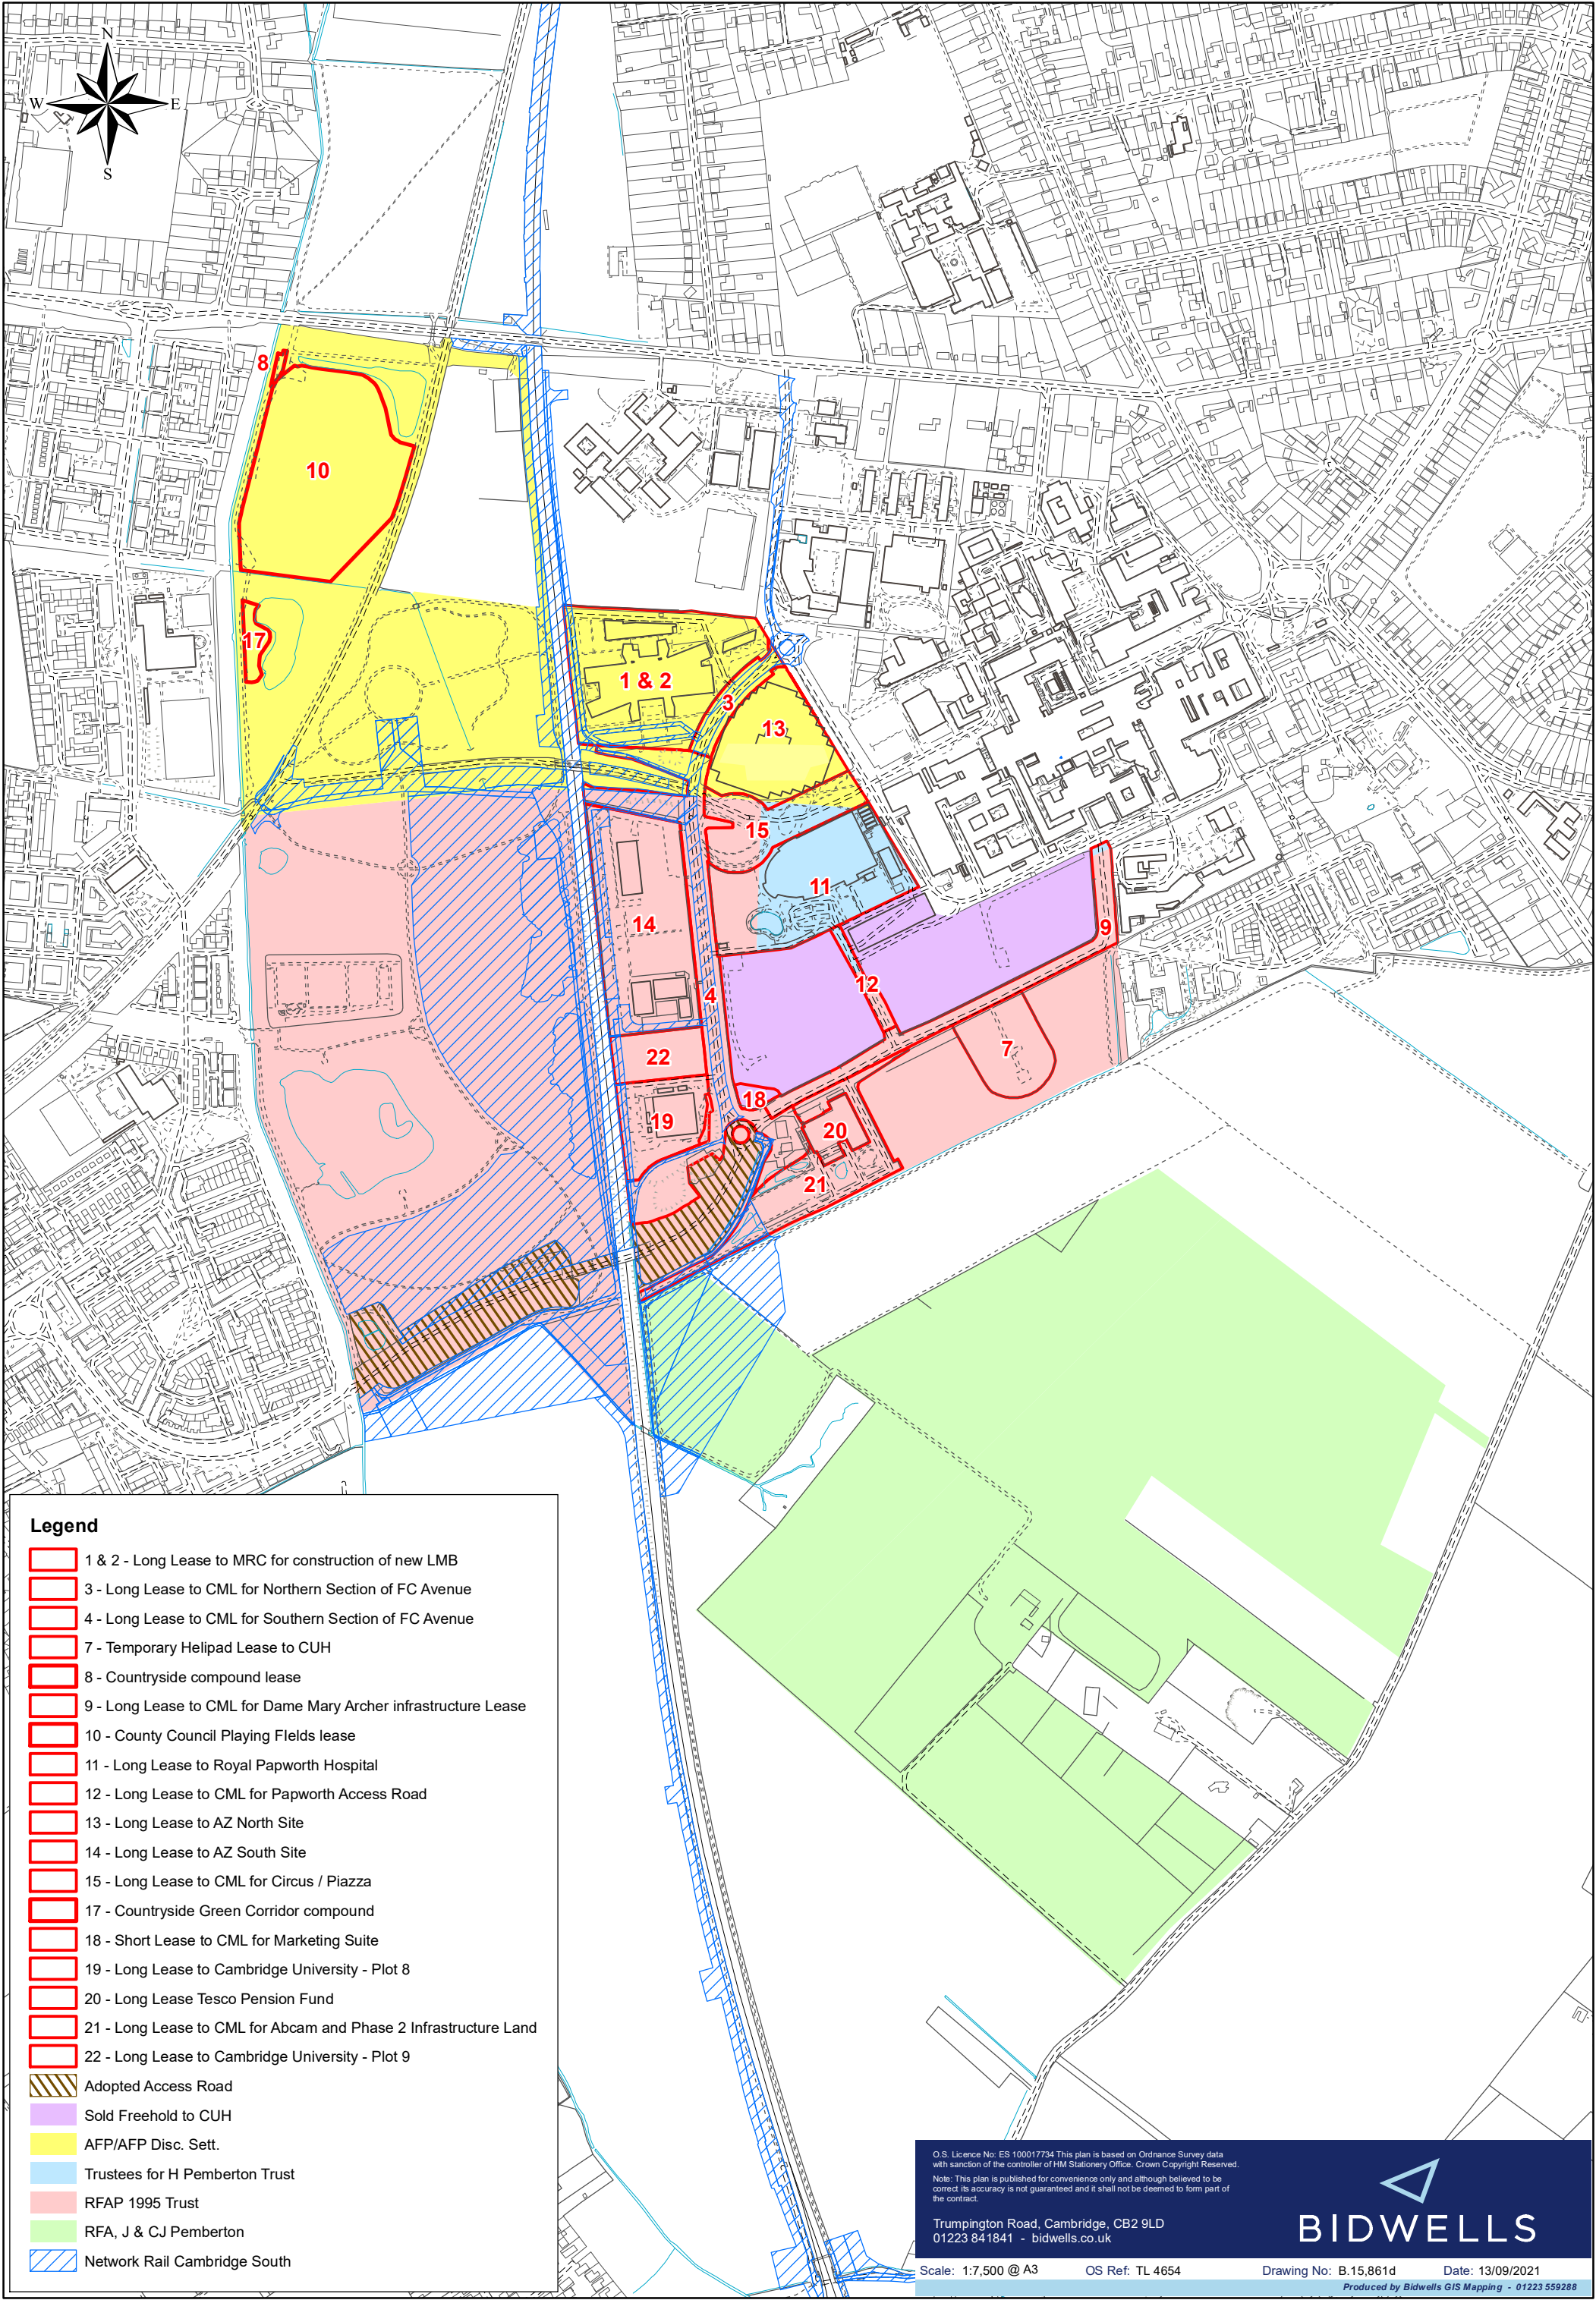 N
W E
S
8
10
17
1 & 2
3
13
15
11
14
9
12
4
7
22
18
19
20
21
Legend
1 & 2 - Long Lease to MRC for construction of new LMB
3 - Long Lease to CML for Northern Section of FC Avenue
4 - Long Lease to CML for Southern Section of FC Avenue
7 - Temporary Helipad Lease to CUH
8 - Countryside compound lease
9 - Long Lease to CML for Dame Mary Archer infrastructure Lease
10 - County Council Playing FIelds lease
11 - Long Lease to Royal Papworth Hospital
12 - Long Lease to CML for Papworth Access Road
13 - Long Lease to AZ North Site
14 - Long Lease to AZ South Site
15 - Long Lease to CML for Circus / Piazza
17 - Countryside Green Corridor compound
18 - Short Lease to CML for Marketing Suite
19 - Long Lease to Cambridge University - Plot 8
20 - Long Lease Tesco Pension Fund
21 - Long Lease to CML for Abcam and Phase 2 Infrastructure Land
22 - Long Lease to Cambridge University - Plot 9
Adopted Access Road
Sold Freehold to CUH
AFP/AFP Disc. Sett.
Trustees for H Pemberton Trust
RFAP 1995 Trust
RFA, J & CJ Pemberton
Network Rail Cambridge South
O.S. Licence No: ES 100017734 This plan is based on Ordnance Survey data
with sanction of the controller of HM Stationery Office. Crown Copyright Reserved.
Note: This plan is published for convenience only and although believed to be
correct its accuracy is not guaranteed and it shall not be deemed to form part of
the contract.
Trumpington Road, Cambridge, CB2 9LD
01223 841841 - bidwells.co.uk
BIDWELLS
Scale: 1:7,500 @ A3 OS Ref: TL 4654 Drawing No: B.15,861d Date: 13/09/2021
Produced by Bidwells GIS Mapping - 01223 559288